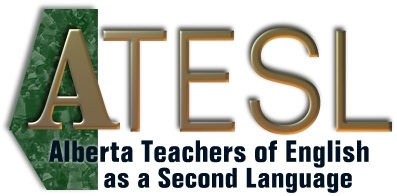 ATESL
Alberta Teachers of English
as a Second Language